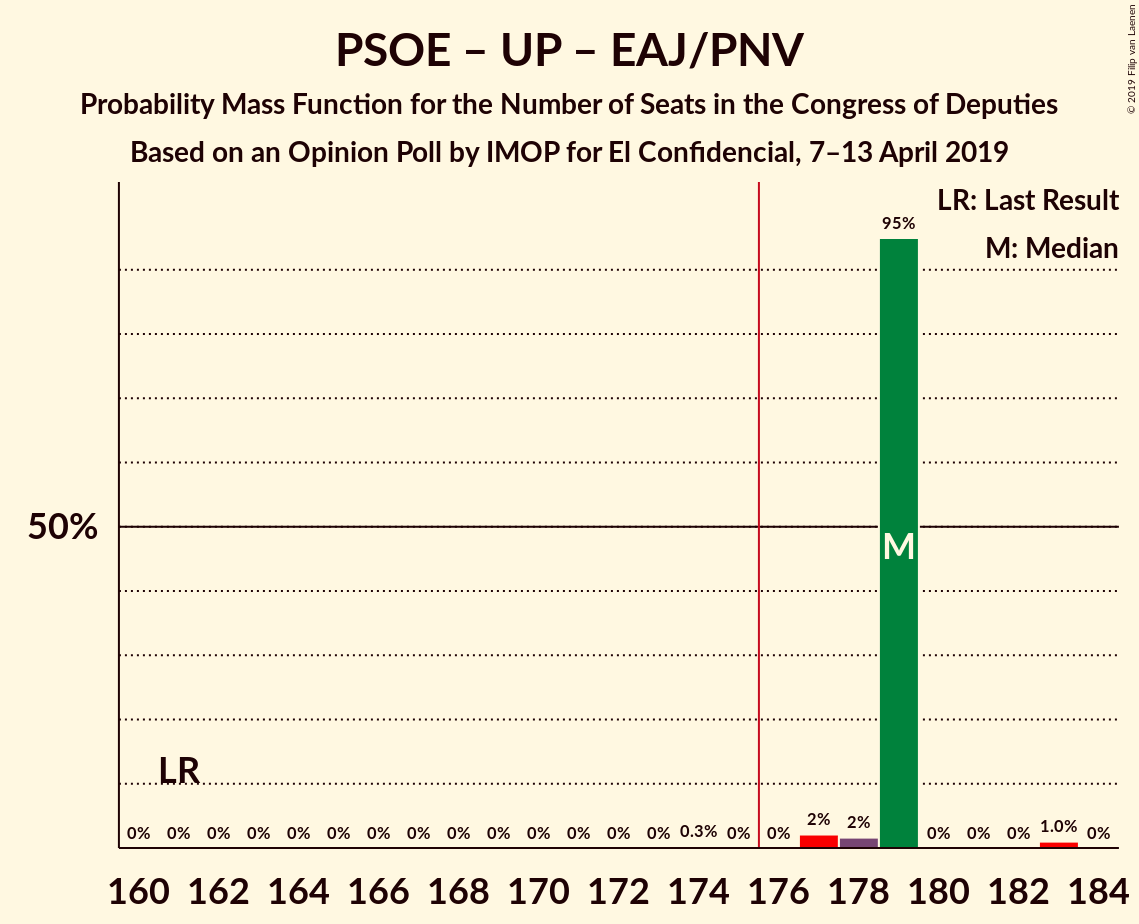 PSOE – UP – EAJ/PNV
Probability Mass Function for the Number of Seats in the Congress of Deputies
Based on an Opinion Poll by IMOP for El Confidencial, 7–13 April 2019
© 2019 Filip van Laenen
LR: Last Result
M: Median
95%
50%
M
LR
0% 0% 0% 0% 0% 0% 0% 0% 0% 0% 0% 0% 0% 0% 0.3% 0% 0% 2% 2% 0% 0% 0% 1.0% 0%
160 162 164 166 168 170 172 174 176 178 180 182 184